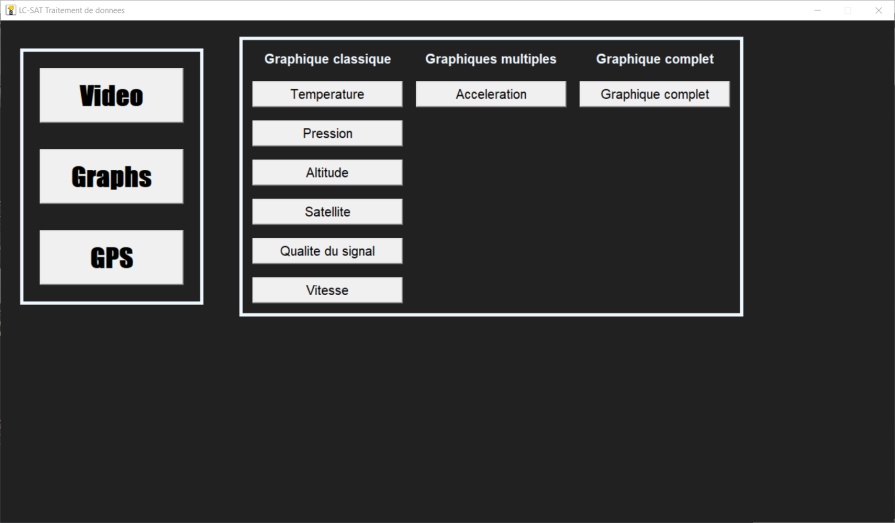 LC-SAT Traitement de donnees
Video
Graphs
GPS
Graphique classique
Graphiques multiples
Graphique complet
Temperature
Acceleration
Graphique complet
Pression
Altitude
Satellite
Qualite du signal
Vitesse